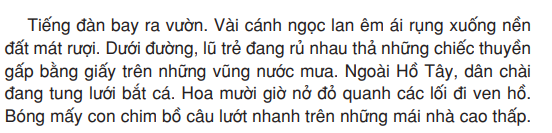 Tiếng đàn bay ra vườn. Vài cánh ngọc lan êm ái rụng xuống nền
đất mát rượi. Dưới đường, lũ trẻ đang rủ nhau thả những chiếc thuyền
gấp bằng giấy trên những vũng nước mưa. Ngoài Hồ Tây, dân chài
đang tung lưới bắt cá. Hoa mười giờ nở đỏ quanh các lối đi ven hồ.
Bóng mấy con chim bồ câu lướt nhanh trên những mái nhà cao thấp.